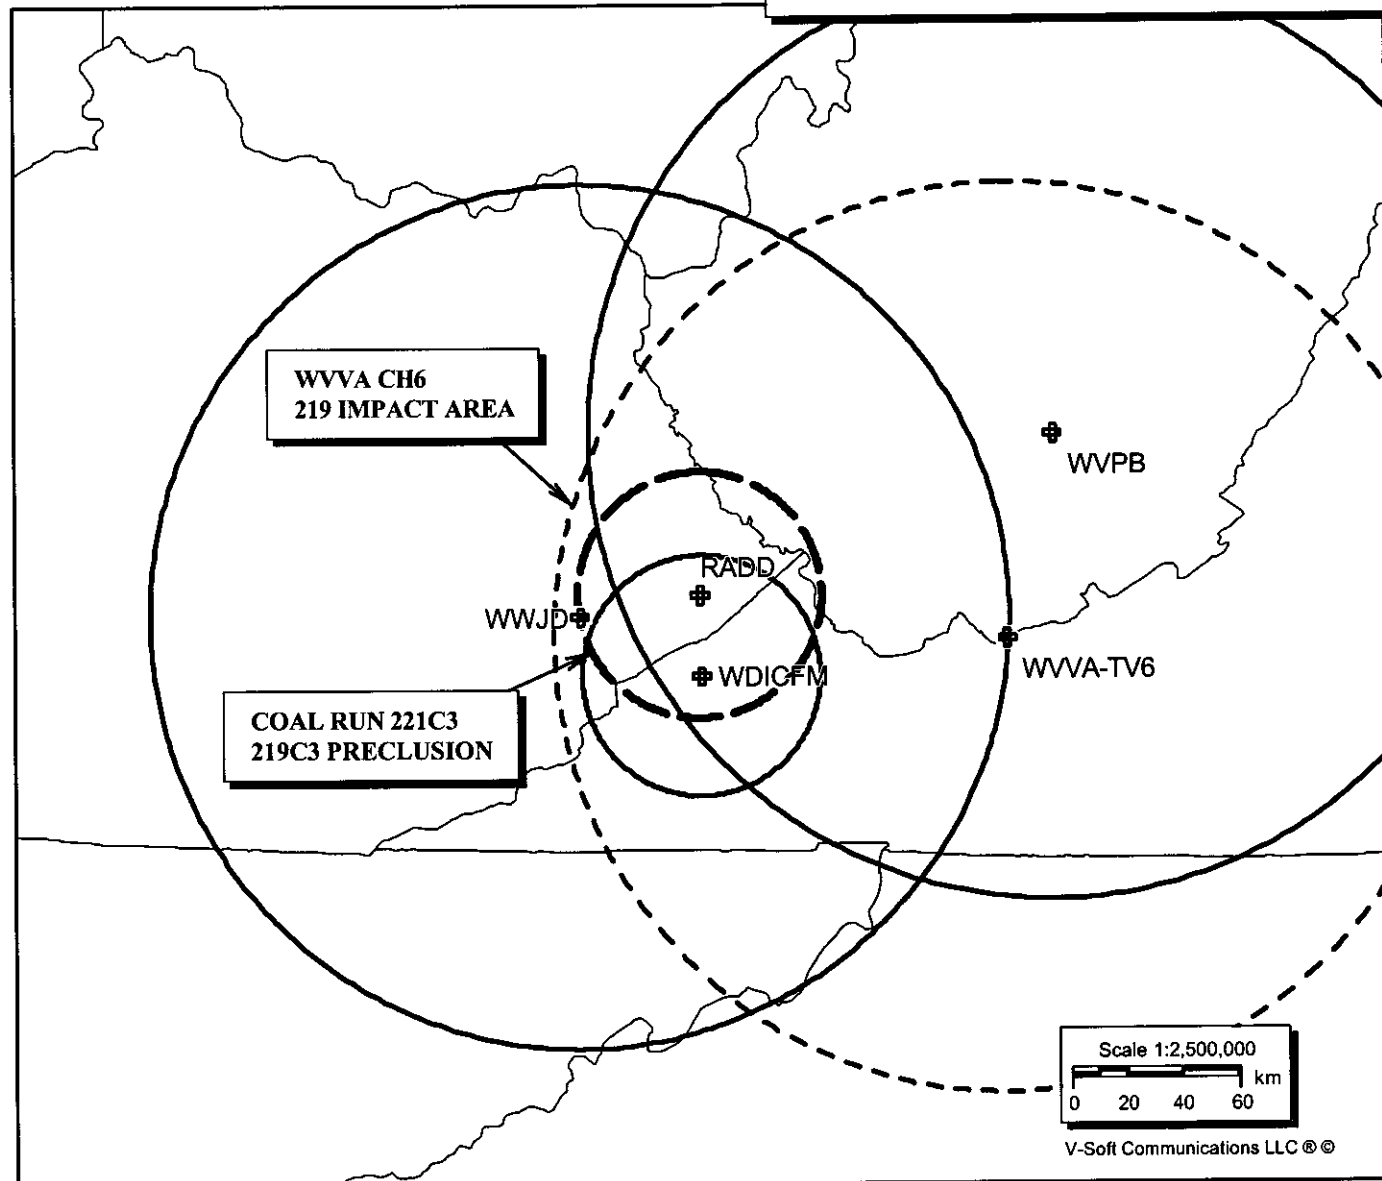 WVVA CH6
219 IMPACT AREA
WVPB
RADD
WWJD
WDICFM
WVVA-TV6
COAL RUN 221C3
219C3 PRECLUSION
Scale 1:2,500,000
km
0 20 40 60
V-Soft Communications LLC ® ©